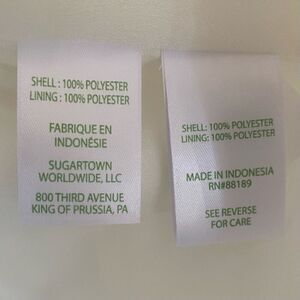 SHELL : 100% POLYESTER
LINING : 100% POLYESTER
FABRIQUE EN
INDONÉSIE
SUGARTOWN
WORLDWIDE, LLC
800 THIRD AVENUE
KING OF PRUSSIA, PA
SHELL: 100% POLYESTER
LINING: 100% POLYESTER
MADE IN INDONESIA
RN#88189
SEE REVERSE
FOR CARE